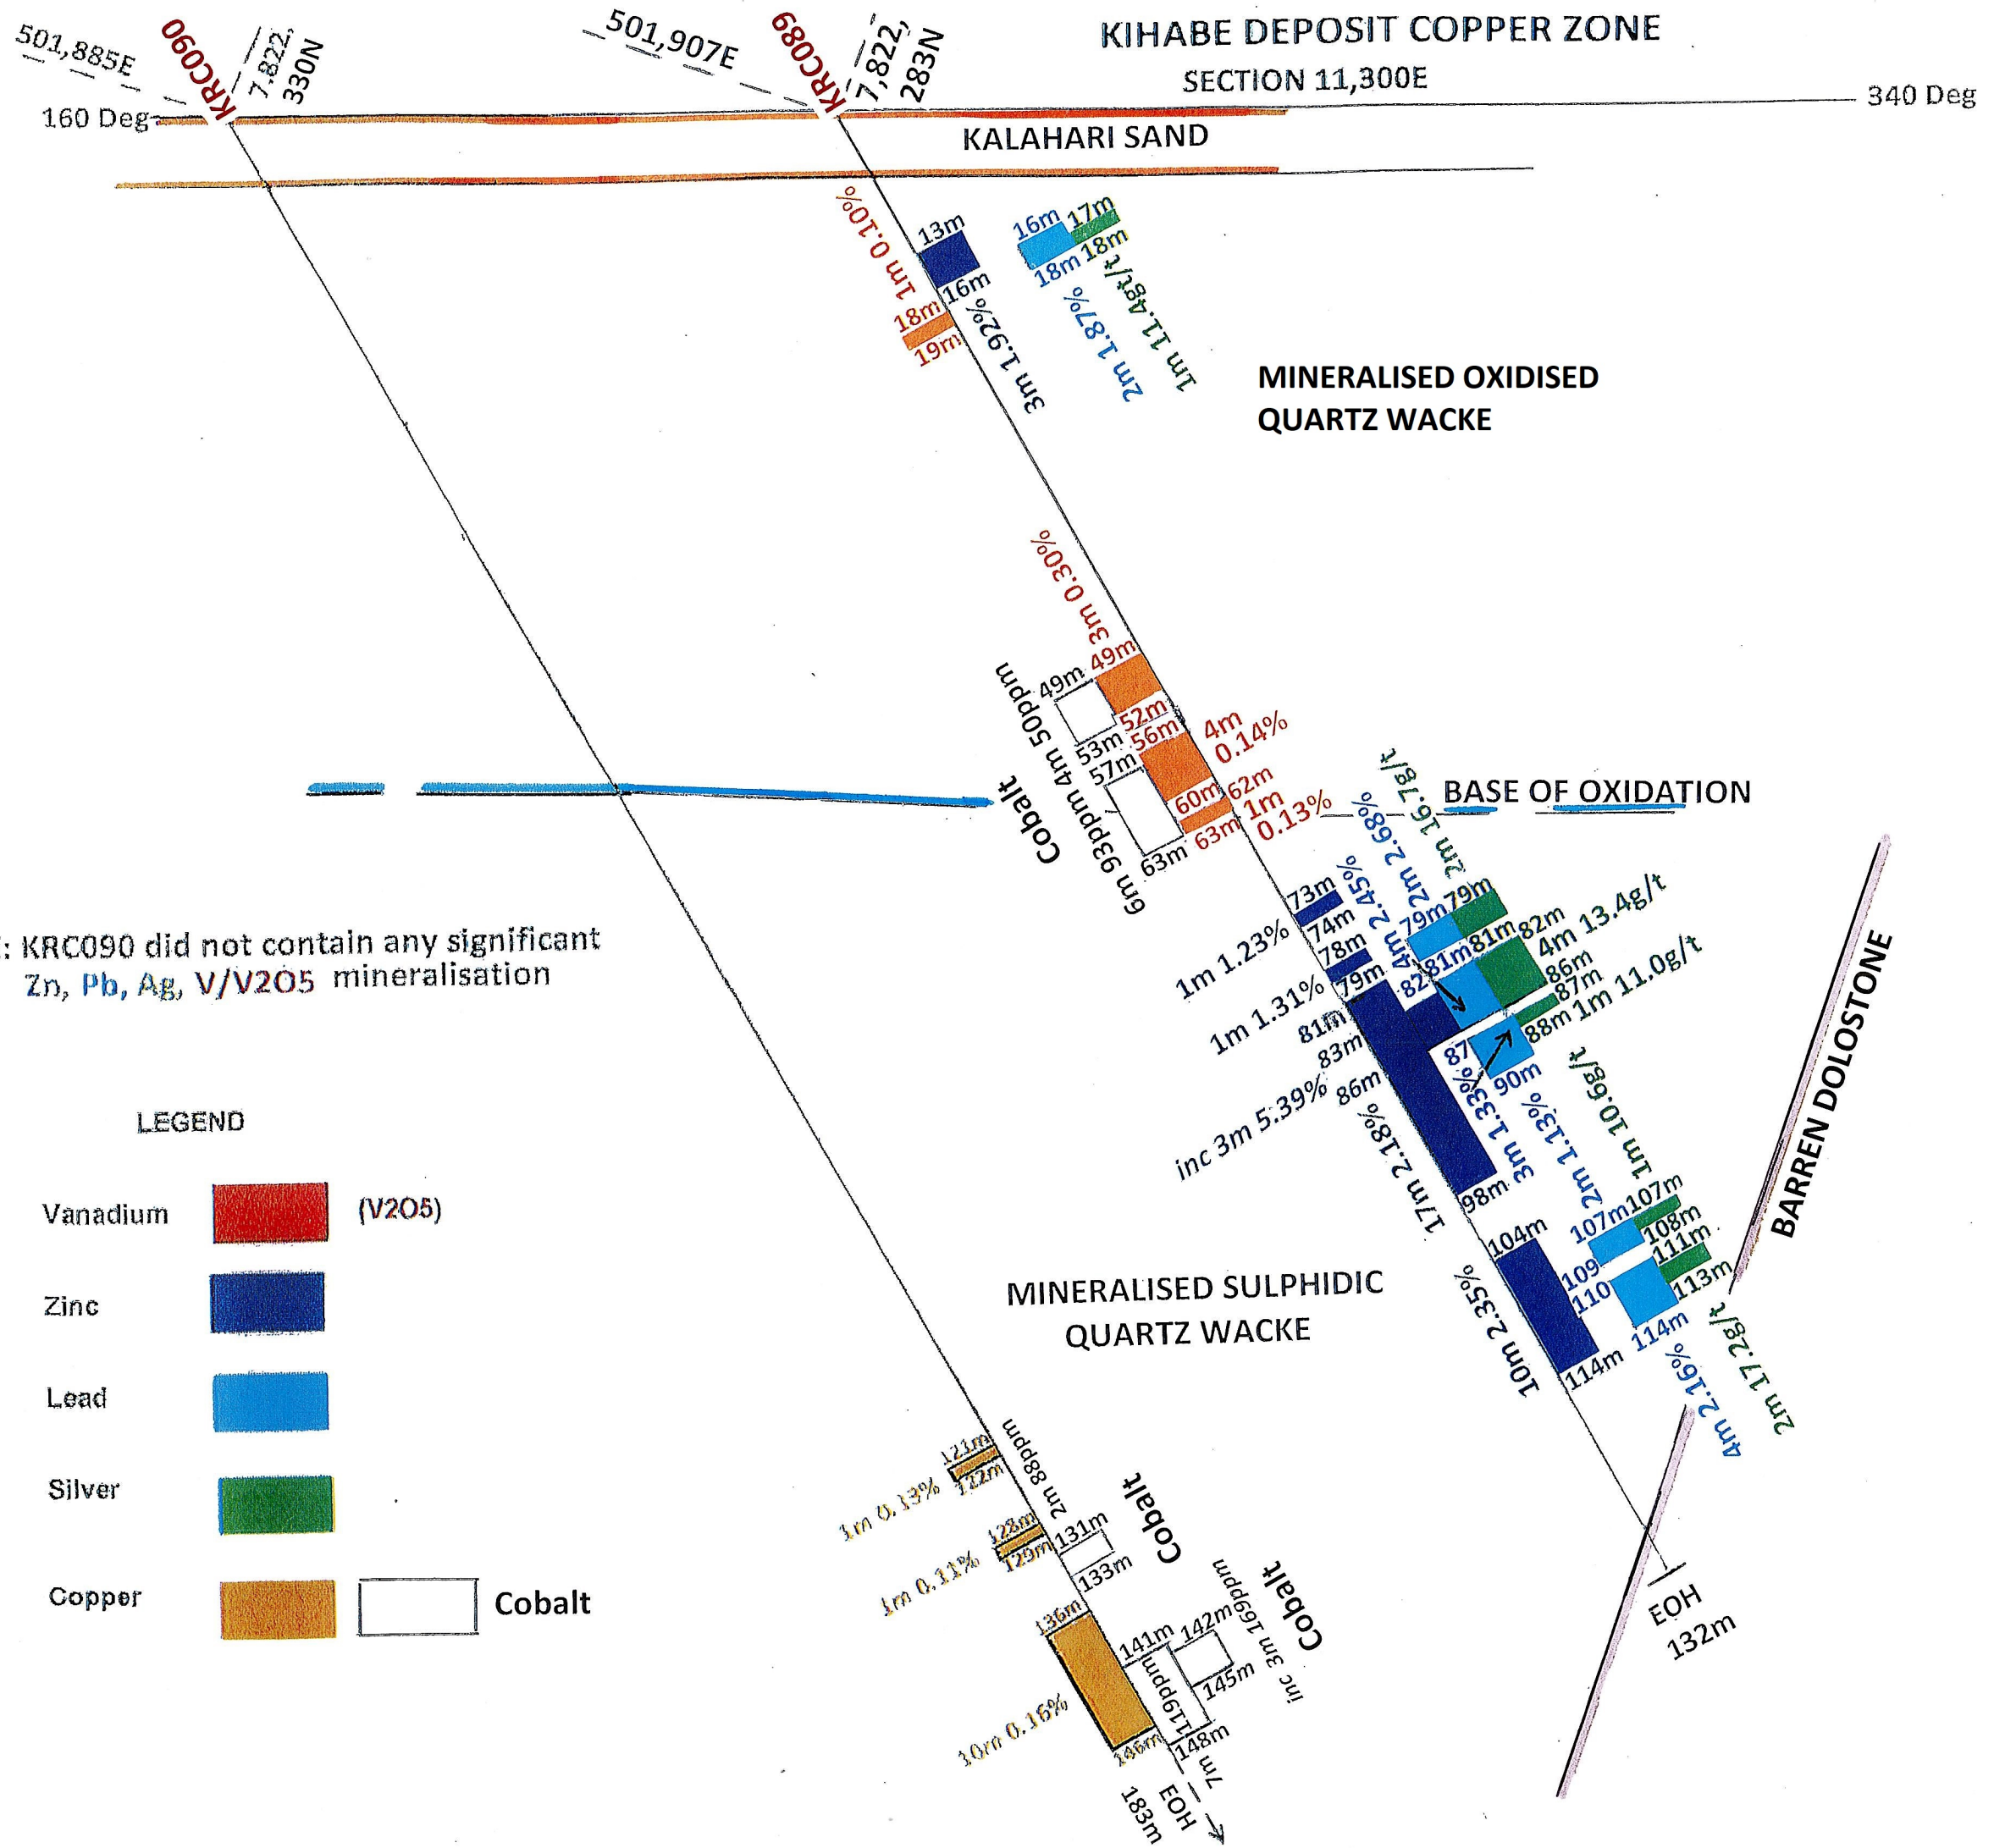 KIHABE DEPOSIT COPPER ZONE
SECTION 11,300E
501,885E
KRC090
7,822,
330N
501,907E
KRC089
7,822,
283N
160 Deg
340 Deg
KALAHARI SAND
1m 0.10%
18m
19m
13m
16m
3m 1.92%
16m
18m
2m 1.87%
17m
18m
1m 11.4gt/t
MINERALISED OXIDISED
QUARTZ WACKE
3m 0.30%
49m
52m
49m
53m
4m 50ppm
56m
60m
4m
0.14%
57m
63m
6m 93ppm
Cobalt
62m
63m
1m
0.13%
BASE OF OXIDATION
: KRC090 did not contain any significant
Zn, Pb, Ag, V/V2O5 mineralisation
73m
74m
1m 1.23%
78m
79m
1m 1.31%
81m
83m
86m
inc 3m 5.39%
17m 2.18%
98m
79m
81m
2m 2.68%
79m
81m
2m 16.7g/t
82
4m 2.45%
82m
86m
4m 13.4g/t
87m
88m
1m 11.0g/t
87
90m
3m 1.33%
104m
114m
10m 2.35%
107m
109
2m 1.13%
107m
108m
1m 10.6g/t
110
114m
4m 2.16%
111m
113m
2m 17.2g/t
BARREN DOLOSTONE
EOH
132m
MINERALISED SULPHIDIC
QUARTZ WACKE
LEGEND
Vanadium
(V2O5)
Zinc
Lead
Silver
Copper
Cobalt
121m
122m
1m 0.13%
128m
129m
1m 0.11%
131m
133m
2m 88ppm
Cobalt
136m
146m
10m 0.16%
141m
148m
7m 119ppm
142m
145m
inc 3m 169ppm
Cobalt
EOH
183m